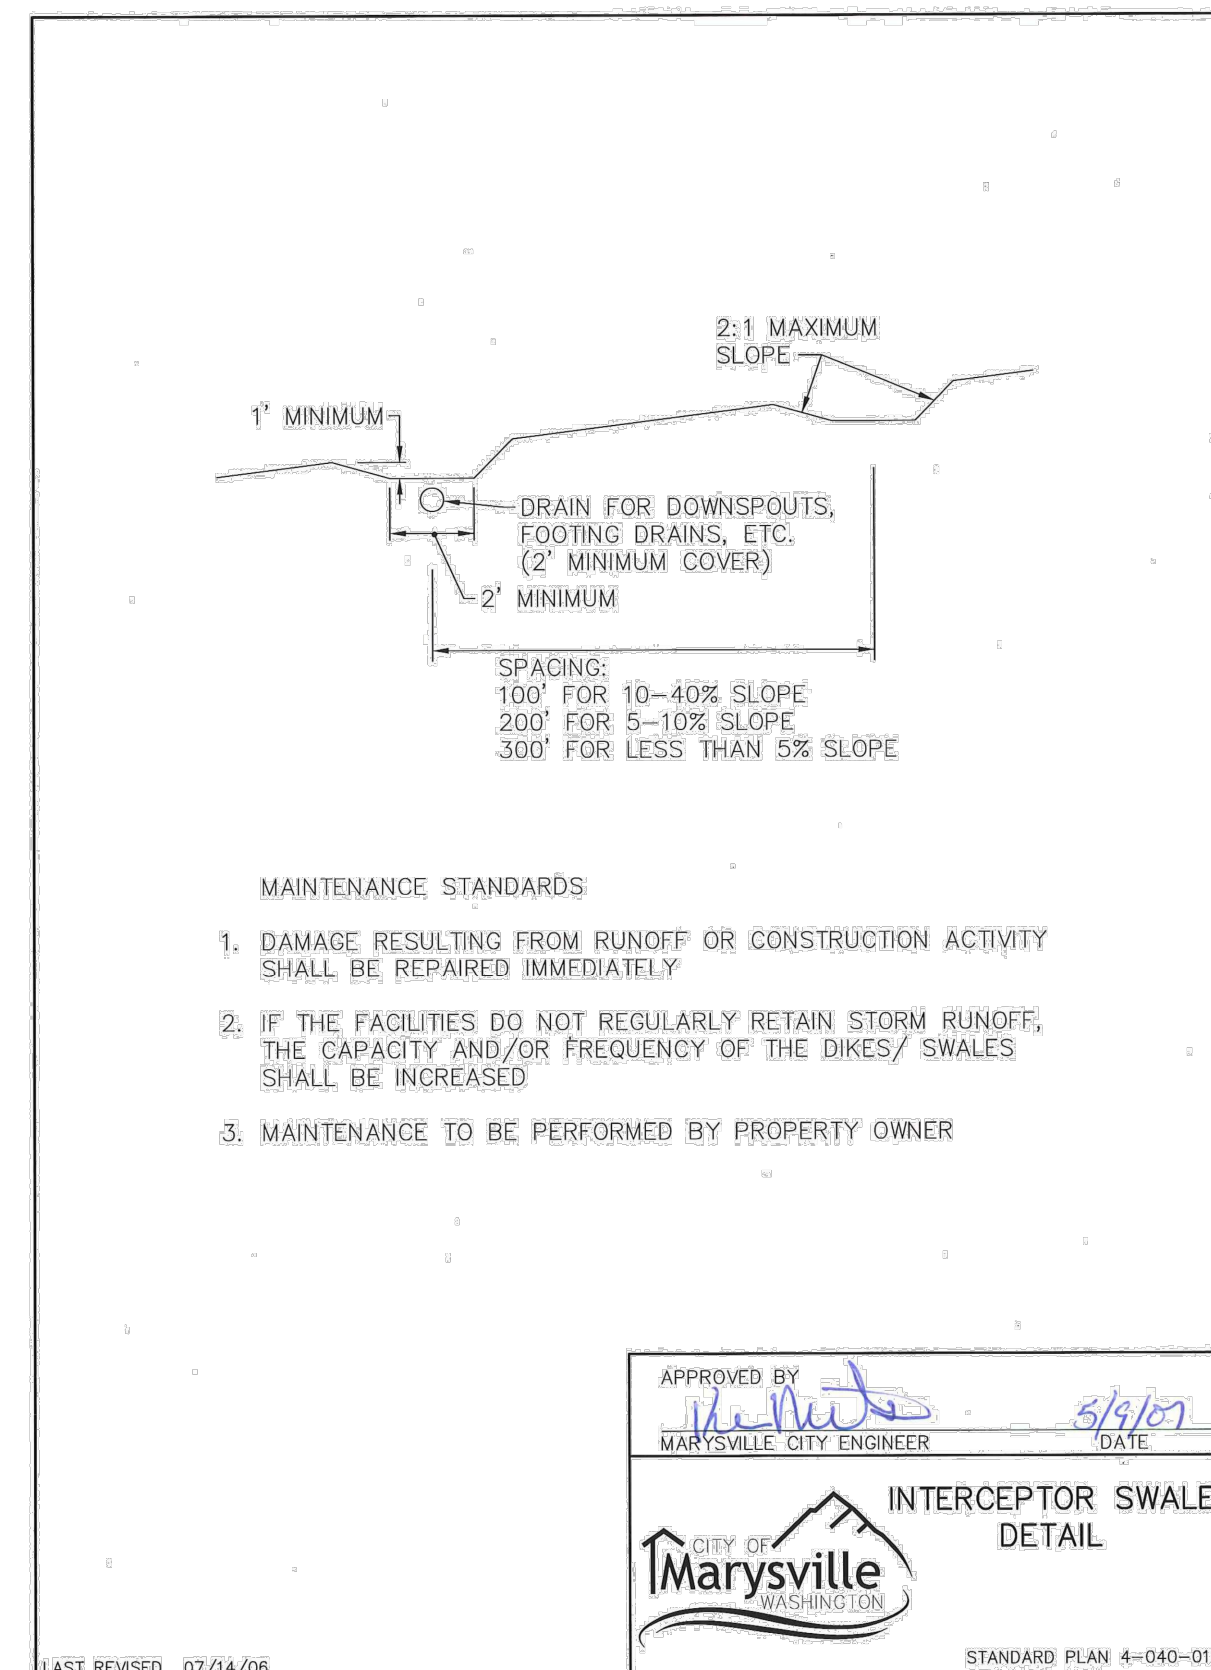 2:1 MAXIMUM
SLOPE
1' MINIMUM
DRAIN FOR DOWNSPOUTS,
FOOTING DRAINS, ETC.
(2' MINIMUM COVER)
2' MINIMUM
SPACING:
100' FOR 10-40% SLOPE
200' FOR 5-10% SLOPE
300' FOR LESS THAN 5% SLOPE
MAINTENANCE STANDARDS
1. DAMAGE RESULTING FROM RUNOFF OR CONSTRUCTION ACTIVITY
SHALL BE REPAIRED IMMEDIATELY
2. IF THE FACILITIES DO NOT REGULARLY RETAIN STORM RUNOFF,
THE CAPACITY AND/OR FREQUENCY OF THE DIKES/ SWALES
SHALL BE INCREASED
3. MAINTENANCE TO BE PERFORMED BY PROPERTY OWNER
APPROVED BY
5/9/07
MARYSVILLE CITY ENGINEER DATE
INTERCEPTOR SWALE
DETAIL
CITY OF
Marysville
WASHINGTON
STANDARD PLAN 4-040-01
LAST REVISED 07/14/06